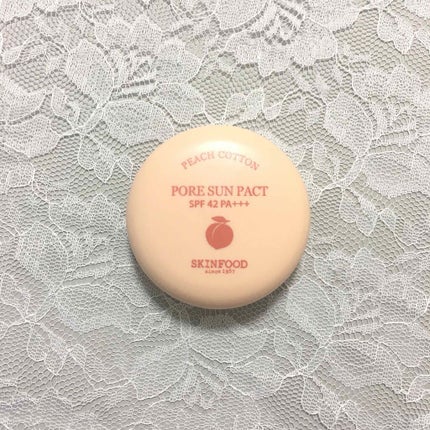 PEACH COTTON
PORE SUN PACT
SPF 42 PA+++
SKINFOOD
since 1957